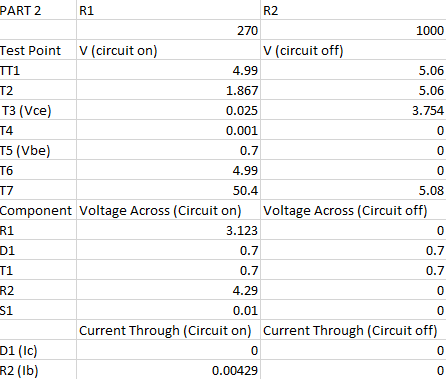 PART 2 R1 R2
270 1000
Test Point V (circuit on) V (circuit off)
TT1 4.99 5.06
T2 1.867 5.06
T3 (Vce) 0.025 3.754
T4 0.001 0
T5 (Vbe) 0.7 0
T6 4.99 0
T7 50.4 5.08
Component Voltage Across (Circuit on) Voltage Across (Circuit off)
R1 3.123 0
D1 0.7 0.7
T1 0.7 0.7
R2 4.29 0
S1 0.01 0
Current Through (Circuit on) Current Through (Circuit off)
D1 (Ic) 0 0
R2 (Ib) 0.00429 0